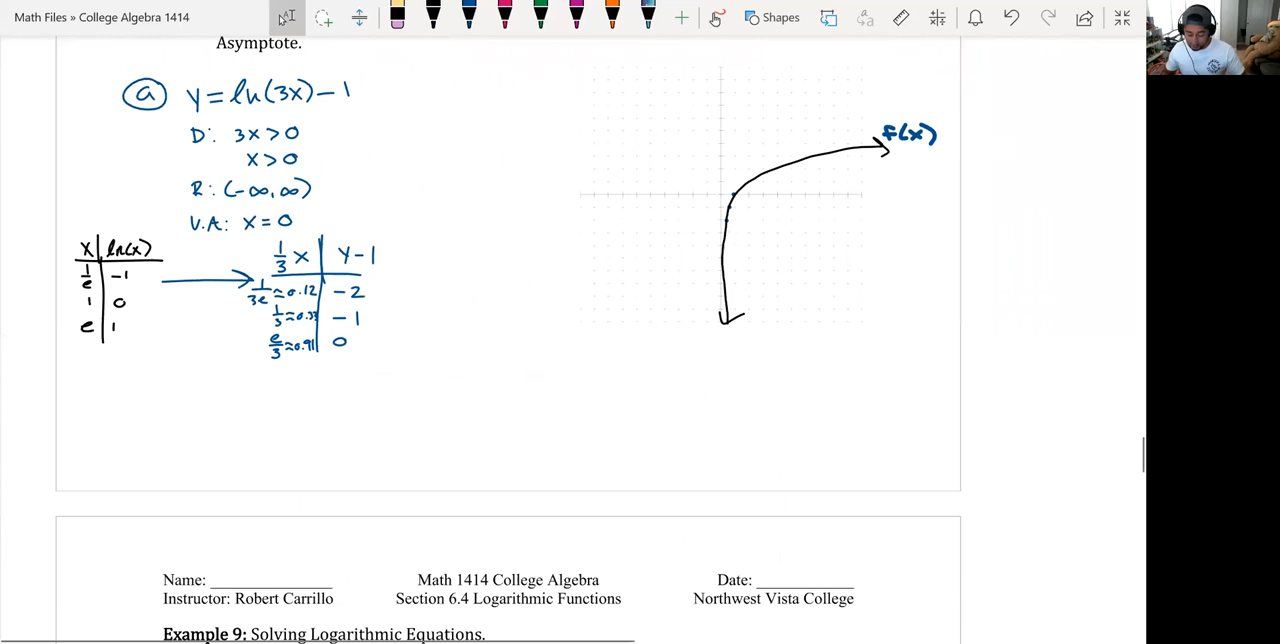 Math Files » College Algebra 1414
Shapes
Asymptote.
a y = ln(3x) - 1
D: 3x > 0
x > 0
R: (-∞, ∞)
V.A: x = 0
x ln(x)
1/e -1
1 0
e 1
1/3 x y - 1
1/3e ≈ 0.12 -2
1/3 ≈ 0.33 -1
e/3 ≈ 0.91 0
f(x)
Name: ______________ Math 1414 College Algebra Date: ____________
Instructor: Robert Carrillo Section 6.4 Logarithmic Functions Northwest Vista College
Example 9: Solving Logarithmic Equations.